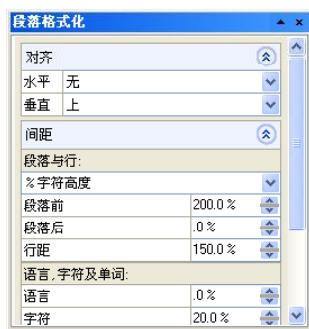 段落格式化
对齐
水平 无
垂直 上
间距
段落与行:
%字符高度
段落前 200.0 %
段落后 .0 %
行距 150.0 %
语言,字符及单词:
语言 .0 %
字符 20.0 %